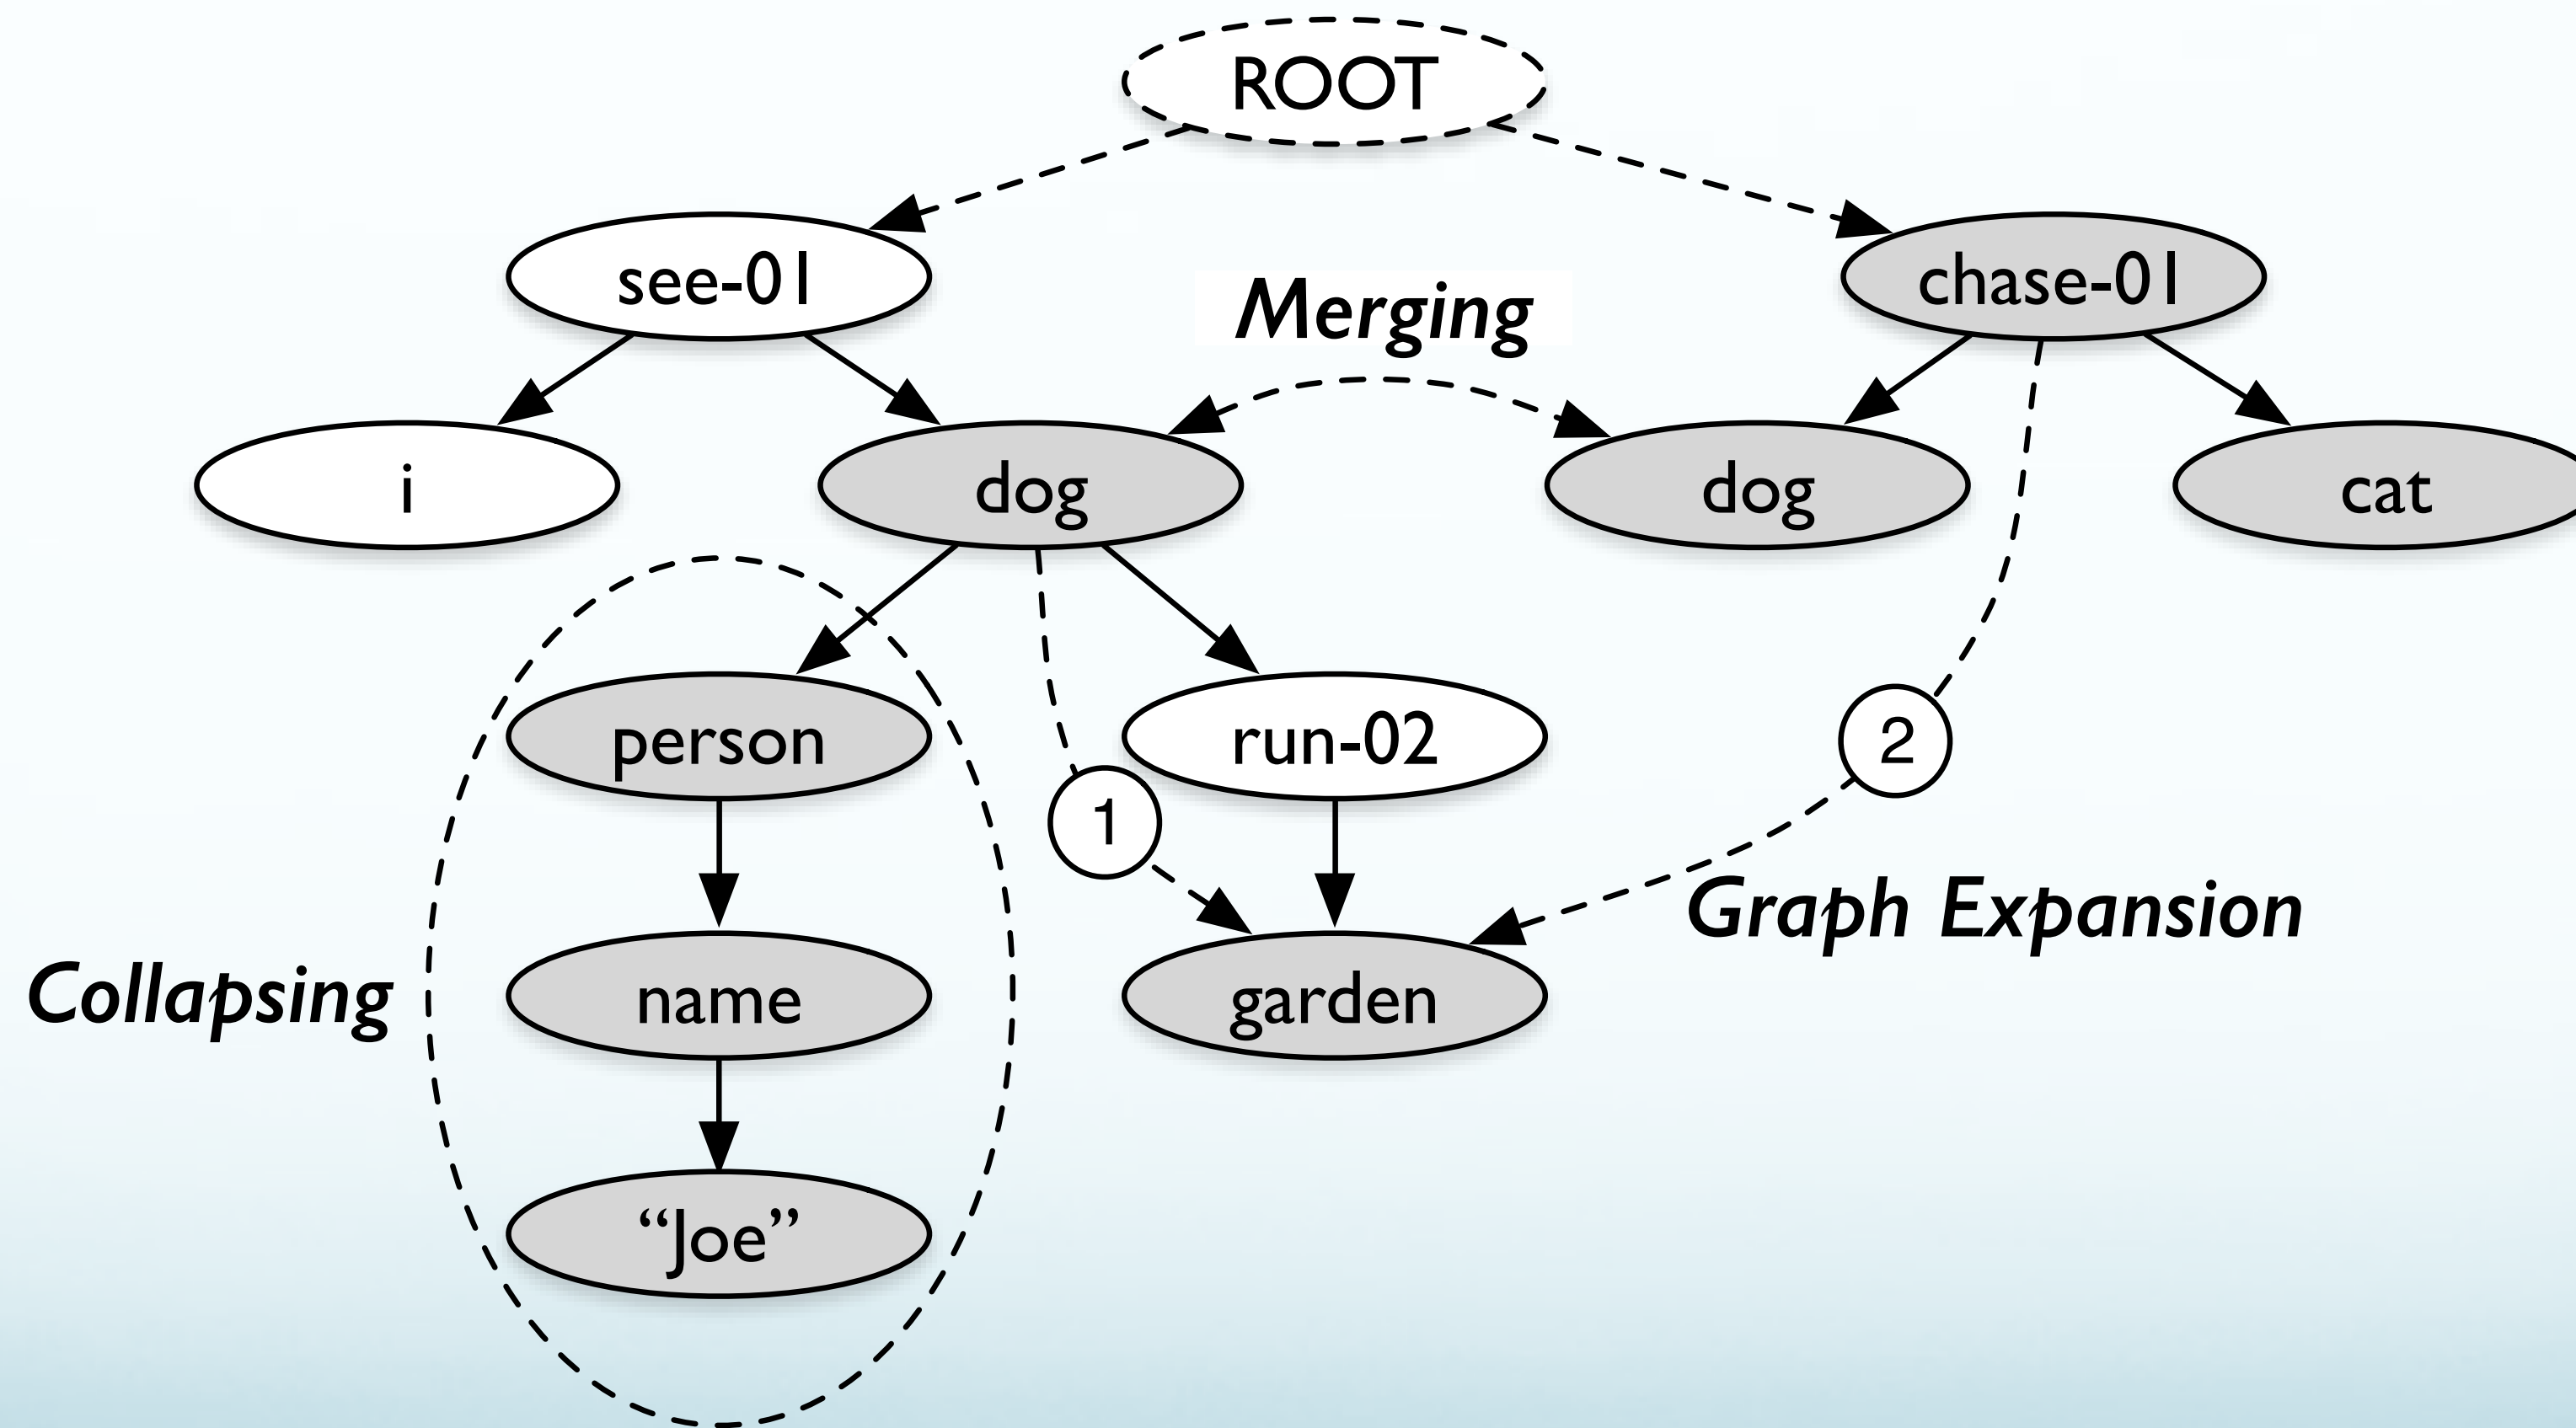 ROOT
see-01
chase-01
Merging
i
dog
dog
cat
person
run-02
2
1
Graph Expansion
Collapsing
name
garden
“Joe”